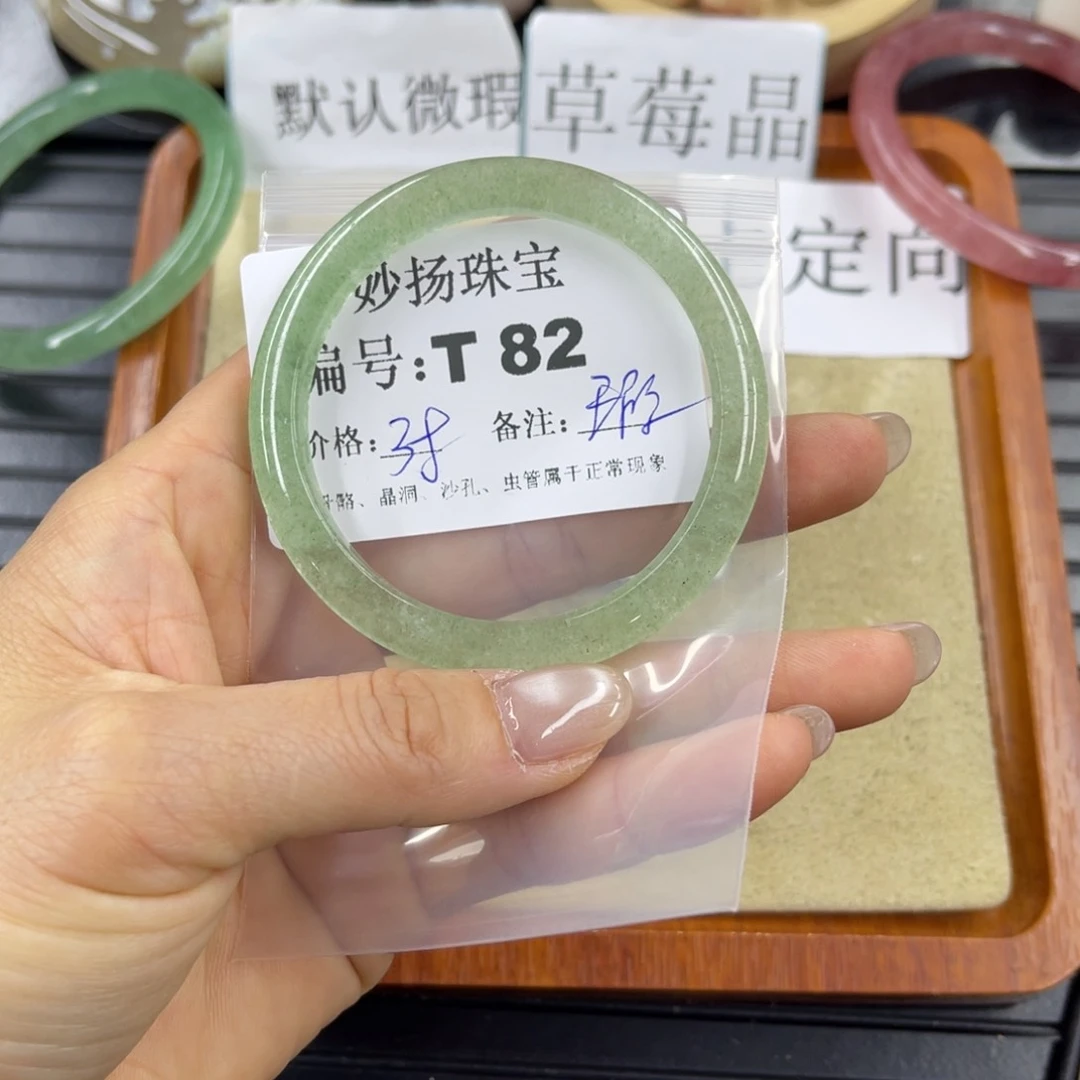 默认微瑕
草莓晶
定向
妙扬珠宝
编号:T 82
价格: 备注:
晶洞、沙孔、虫管属于正常现象